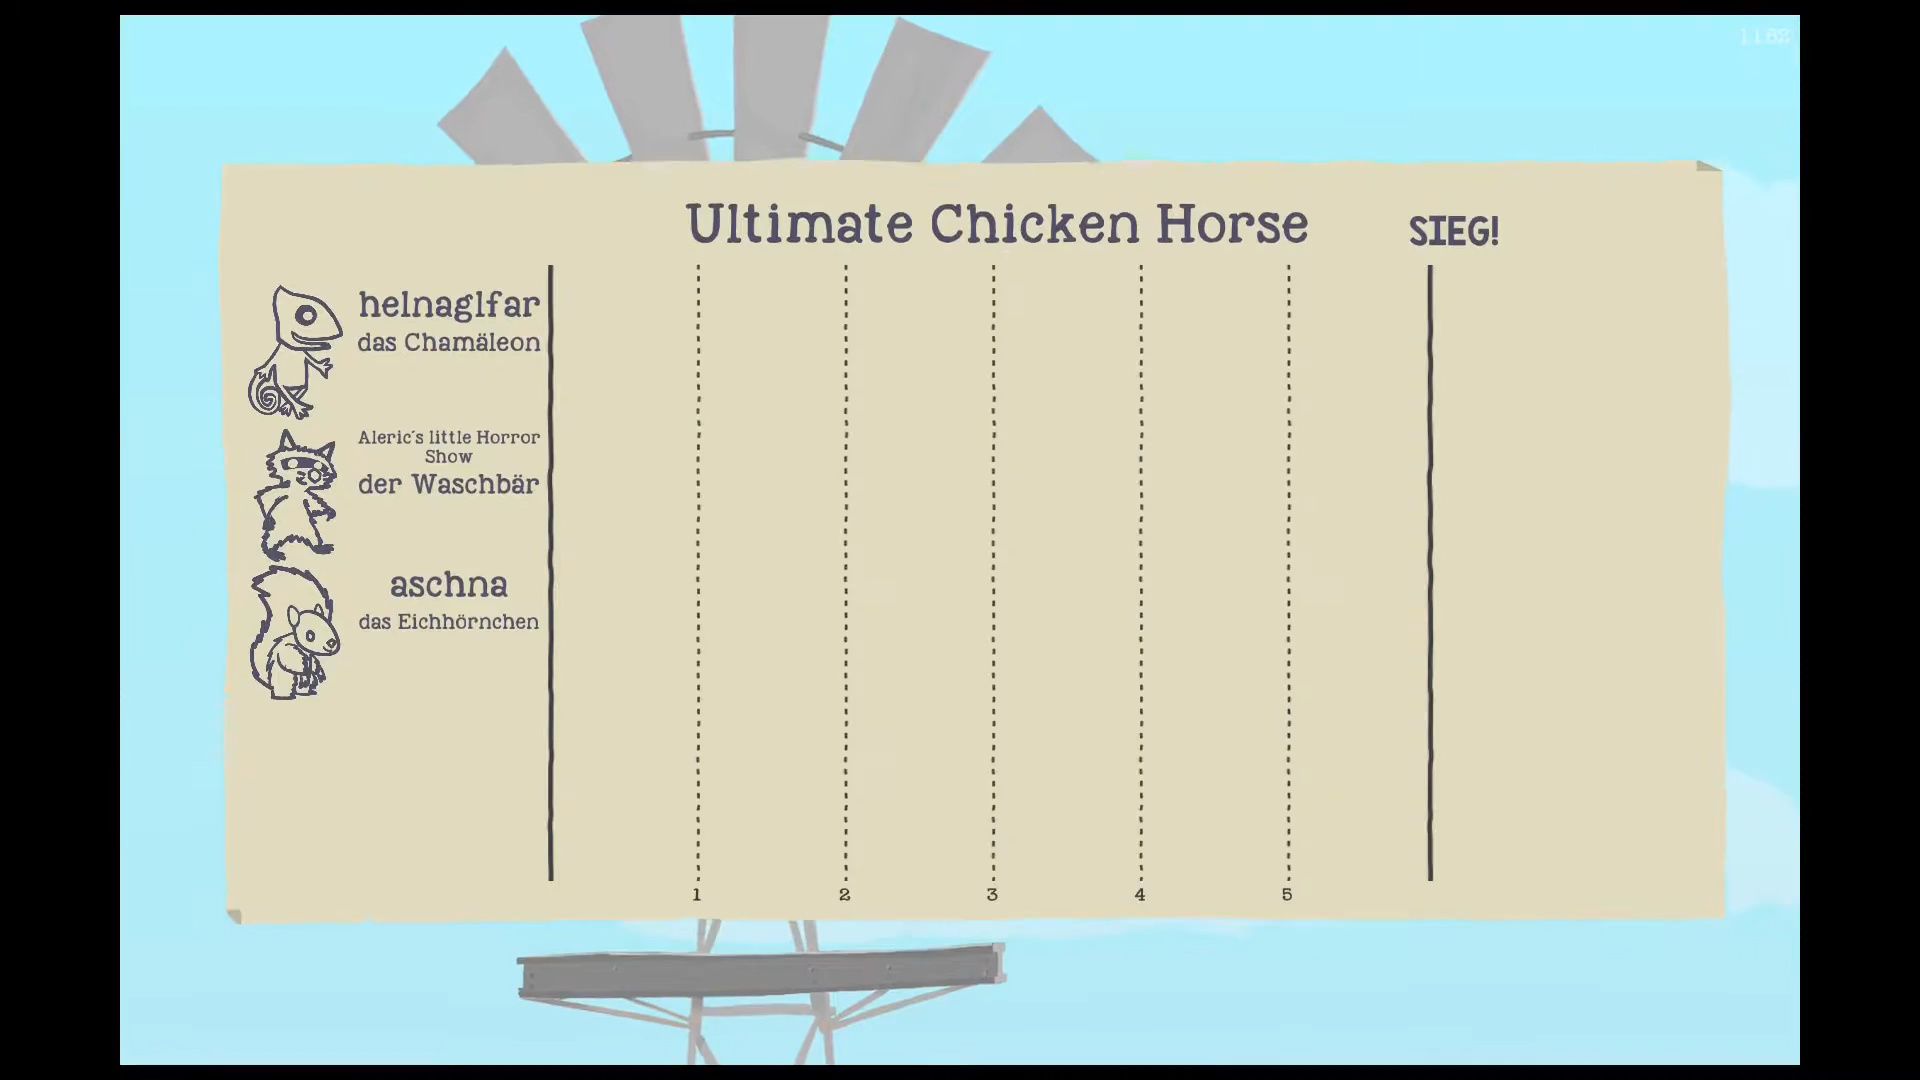 Ultimate Chicken Horse
SIEG!
helnaglfar
das Chamäleon
Aleric's little Horror
Show
der Waschbär
aschna
das Eichhörnchen
1 2 3 4 5